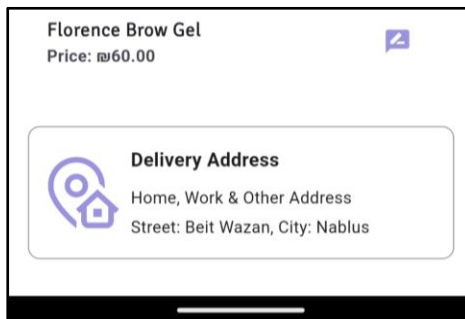 Florence Brow Gel
Price: ₪60.00
Delivery Address
Home, Work & Other Address
Street: Beit Wazan, City: Nablus